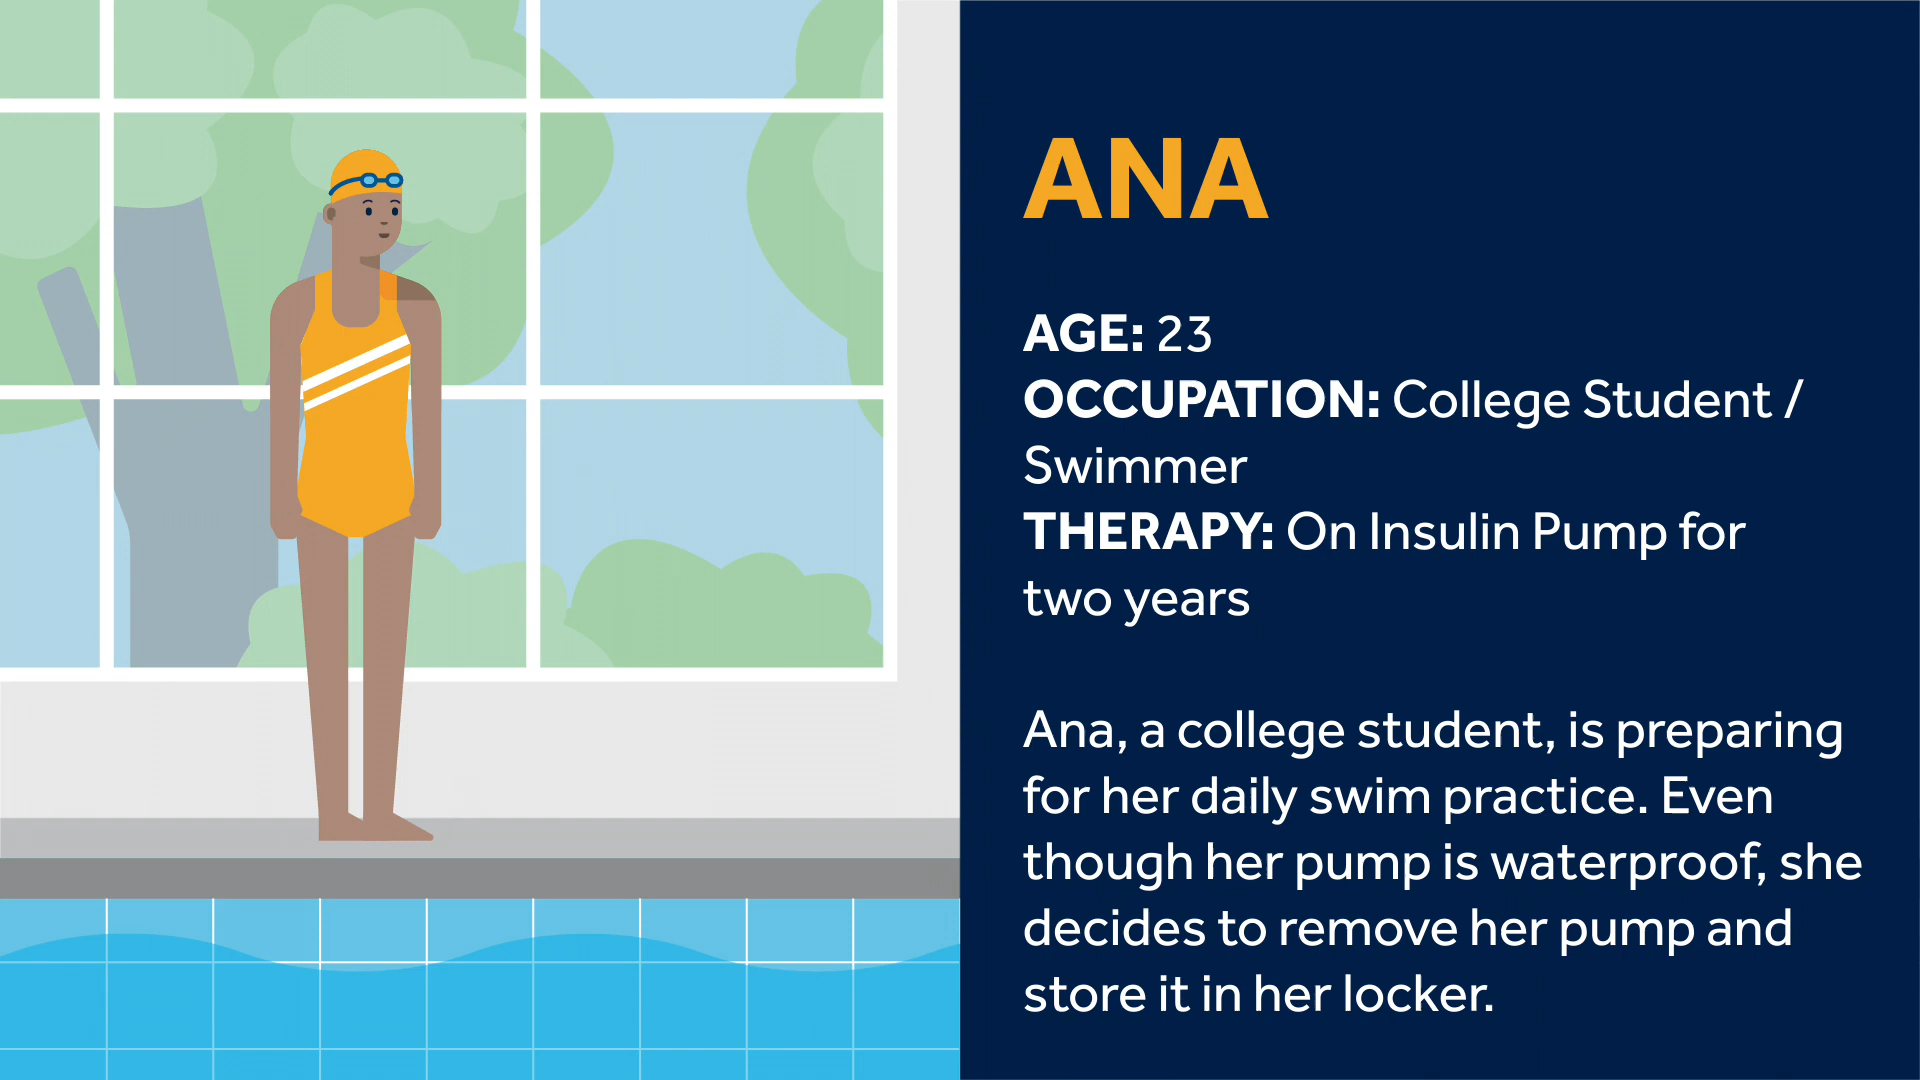 ANA
AGE: 23
OCCUPATION: College Student /
Swimmer
THERAPY: On Insulin Pump for
two years
Ana, a college student, is preparing
for her daily swim practice. Even
though her pump is waterproof, she
decides to remove her pump and
store it in her locker.